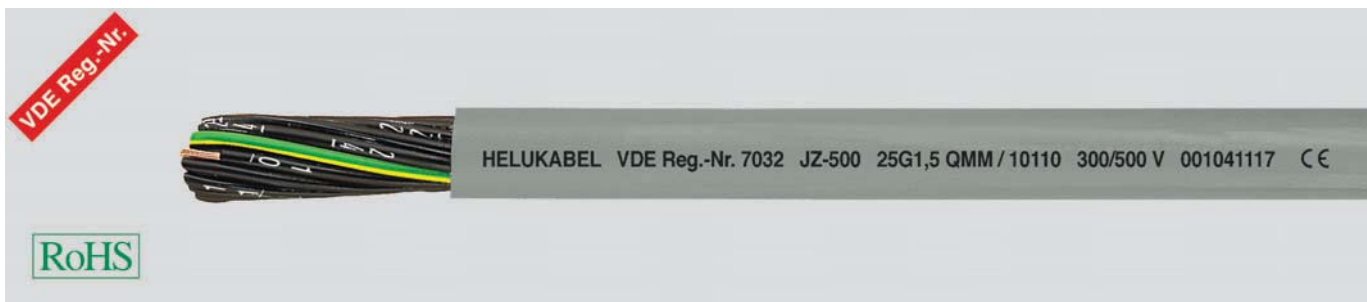 VDE Reg.-Nr.
HELUKABEL VDE Reg.-Nr. 7032 JZ-500 25G1,5 QMM / 10110 300/500 V 001041117 CE
RoHS